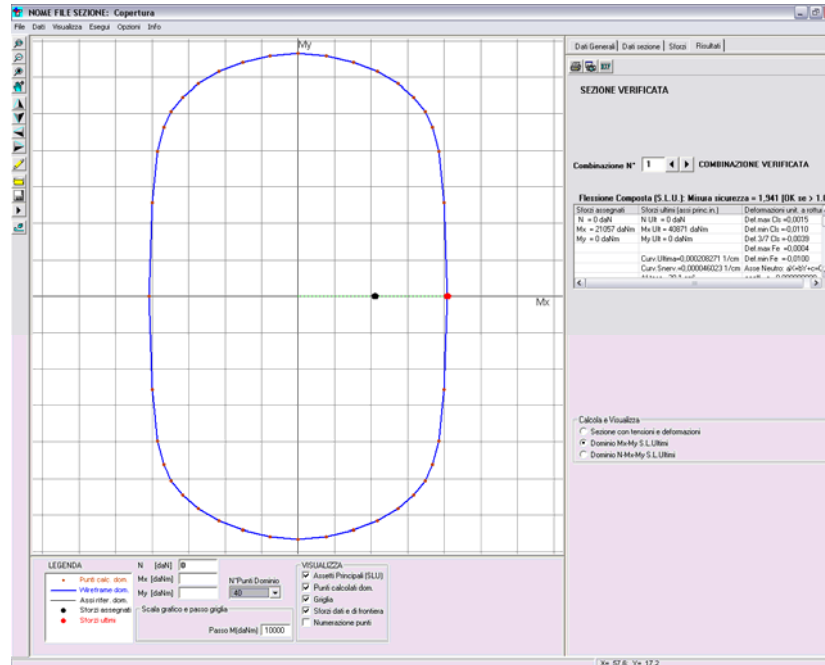 NOME FILE SEZIONE: Copertura
File Dati Visualizza Esegui Opzioni Info
My
Mx
Dati Generali Dati sezione Sforzi Risultati
SEZIONE VERIFICATA
Combinazione N° 1 COMBINAZIONE VERIFICATA
Flessione Composta (S.L.U.): Misura sicurezza = 1,941 (OK se > 1.0
Sforzi assegnati Sforzi ultimi (assi princ.in.) Deformazioni unit. a rottu
N = 0 daN N Ult = 0 daN Def.max Cls =0,0015
Mx = 21057 daNm Mx Ult = 40871 daNm Def.min Cls =-0,0110
My = 0 daNm My Ult = 0 daNm Def.3/7 Cls =-0,0039
Def.max Fe =0,0004
Curv.Ultima=0,000208271 1/cm Def.min Fe =-0,0100
Curv.Snerv.=0,000046023 1/cm Asse Neutro: aX+bY+c=0
Calcola e Visualizza
Sezione con tensioni e deformazioni
Dominio Mx-My S.L.Ultimi
Dominio N-Mx-My S.L.Ultimi
LEGENDA
Punti calc. dom.
Wireframe dom.
Assi rifer. dom.
Sforzi assegnati
Sforzi ultimi
N [daN] 0
Mx [daNm]
My [daNm]
N°Punti Dominio
40
Scala grafico e passo griglia
Passo M[daNm] 10000
VISUALIZZA
Assetti Principali (SLU)
Punti calcolati dom.
Griglia
Sforzi dati e di frontiera
Numerazione punti
X= 57,6 Y= 17,2